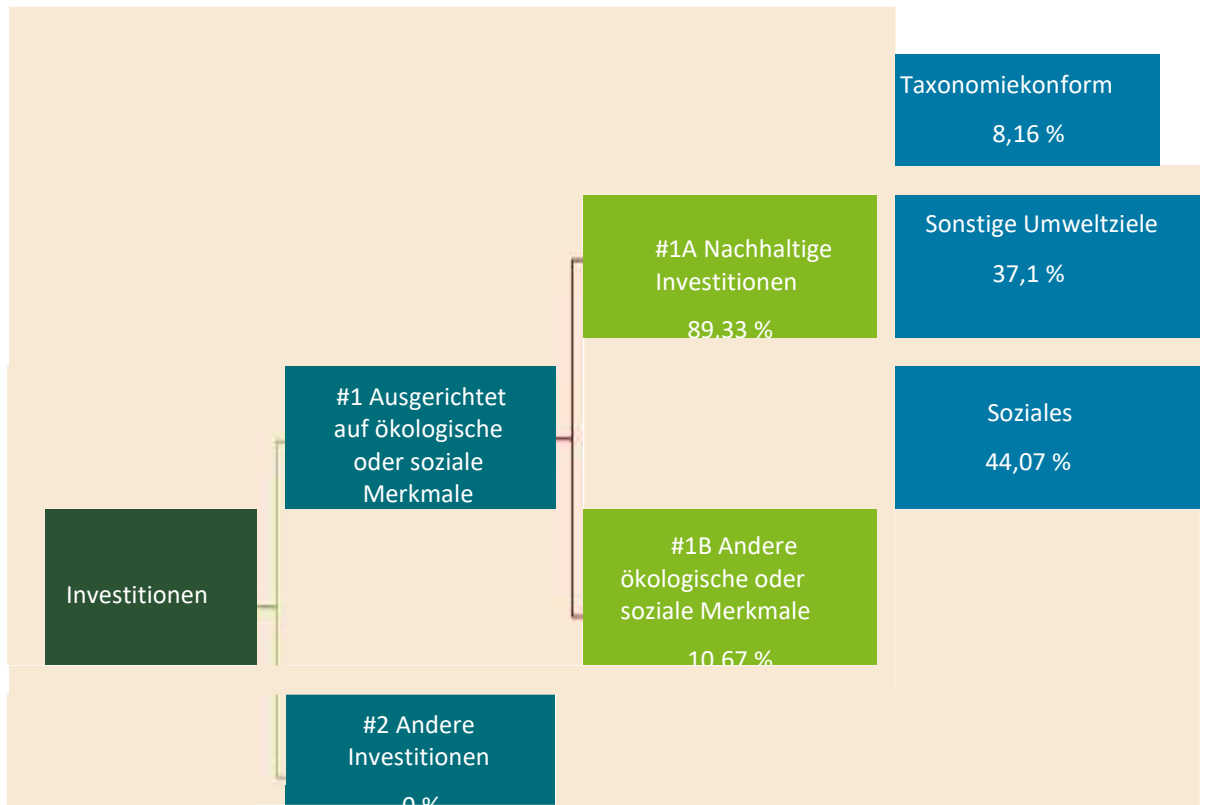 Taxonomiekonform
8,16 %
#1A Nachhaltige
Investitionen
89,33 %
Sonstige Umweltziele
37,1 %
#1 Ausgerichtet
auf ökologische
oder soziale
Merkmale
Soziales
44,07 %
Investitionen
#1B Andere
ökologische oder
soziale Merkmale
10,67 %
#2 Andere
Investitionen
0 %